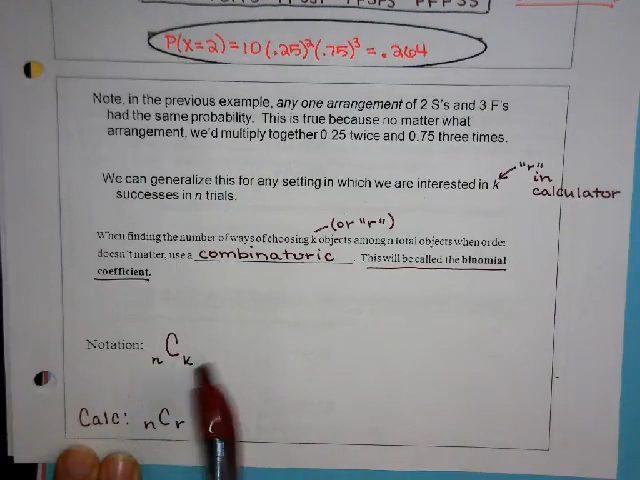 P(X=2) = 10 (.25)² (.75)³ = .264
Note, in the previous example, any one arrangement of 2 S's and 3 F's
had the same probability. This is true because no matter what
arrangement, we'd multiply together 0.25 twice and 0.75 three times.
"r"
in
calculator
We can generalize this for any setting in which we are interested in k
successes in n trials.
(or "r")
When finding the number of ways of choosing k objects among n total objects when order
doesn't matter, use a combinatoric. This will be called the binomial
coefficient.
Notation: nCk
Calc: nCr